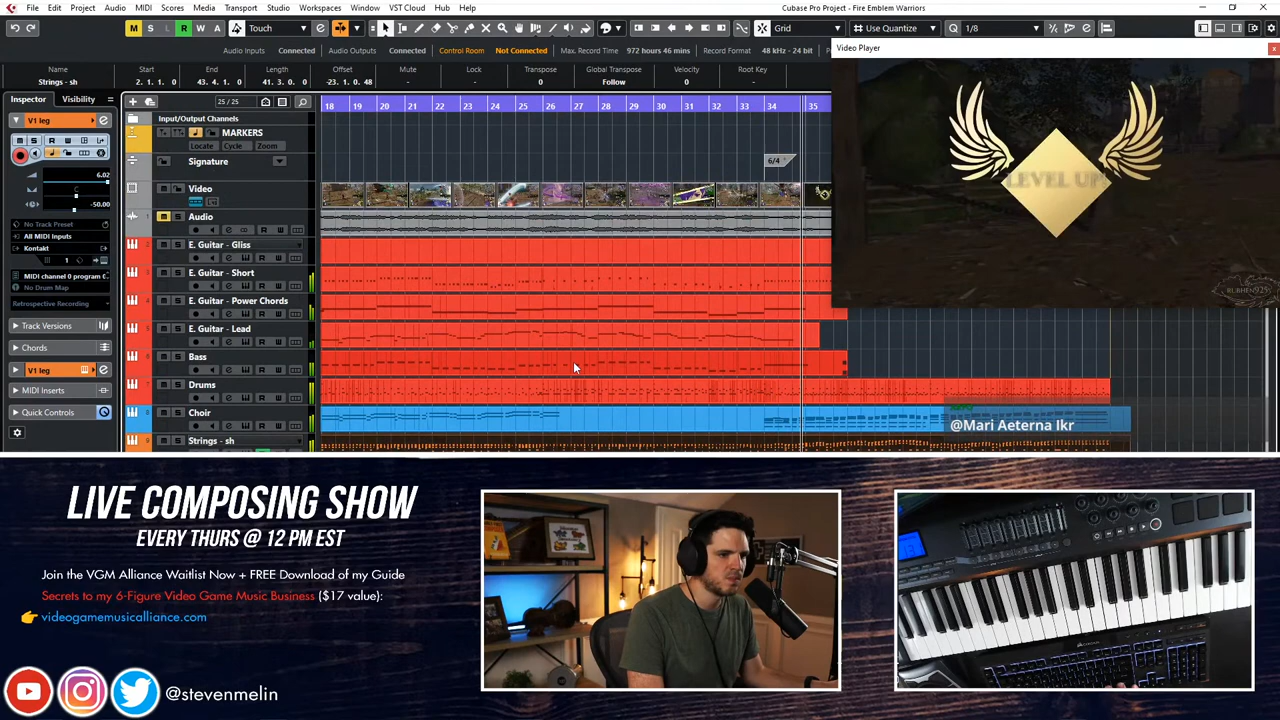 File Edit Project Audio MIDI Scores Media Transport Studio Workspaces Window VST Cloud Hub Help Cubase Pro Project - Fire Emblem Warriors
M S L R W A Touch Grid Use Quantize 1/8
Audio Inputs Connected Audio Outputs Connected Control Room Not Connected Max. Record Time 972 hours 46 mins Record Format 48 kHz - 24 bit
Video Player
Name Start End Length Offset Mute Lock Transpose Global Transpose Velocity Root Key
Strings - sh 2. 1. 1. 0 43. 4. 1. 0 41. 3. 0. 0 -23. 1. 0. 48 - - 0 Follow 0 -
Inspector Visibility 25 / 25 18 19 20 21 22 23 24 25 26 27 28 29 30 31 32 33 34 35
V1 leg
Input/Output Channels
MARKERS
Locate Cycle Zoom
Signature 6/4
6.02
Video
-50.00
Audio
No Track Preset
All MIDI Inputs
Kontakt
1
MIDI channel 0 program C
No Drum Map
Retrospective Recording
E. Guitar - Gliss
E. Guitar - Short
E. Guitar - Power Chords
Track Versions
E. Guitar - Lead
Chords
Bass
V1 leg
Drums
MIDI Inserts
Choir
Quick Controls
Strings - sh
LEVEL UP!
@Mari Aeterna Ikr
LIVE COMPOSING SHOW
EVERY THURS @ 12 PM EST
Join the VGM Alliance Waitlist Now + FREE Download of my Guide
Secrets to my 6-Figure Video Game Music Business ($17 value):
👉 videogamemusicalliance.com
@stevenmelin